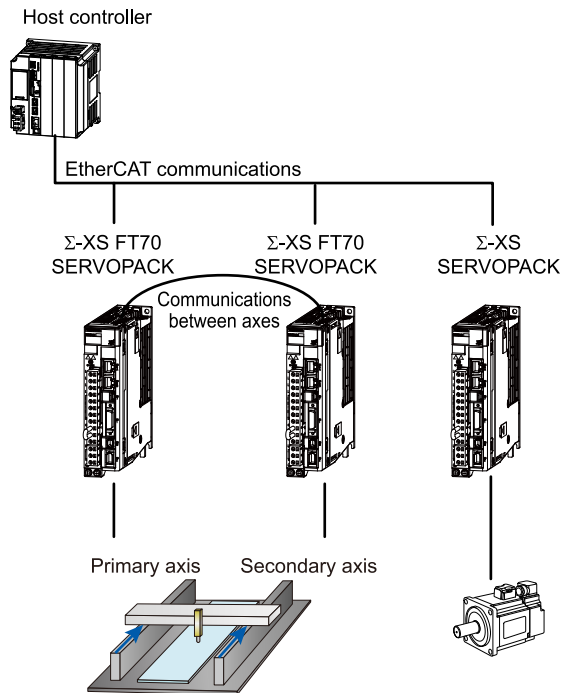 Host controller
EtherCAT communications
Σ-XS FT70
SERVOPACK
Σ-XS FT70
SERVOPACK
Σ-XS
SERVOPACK
Communications
between axes
Primary axis
Secondary axis